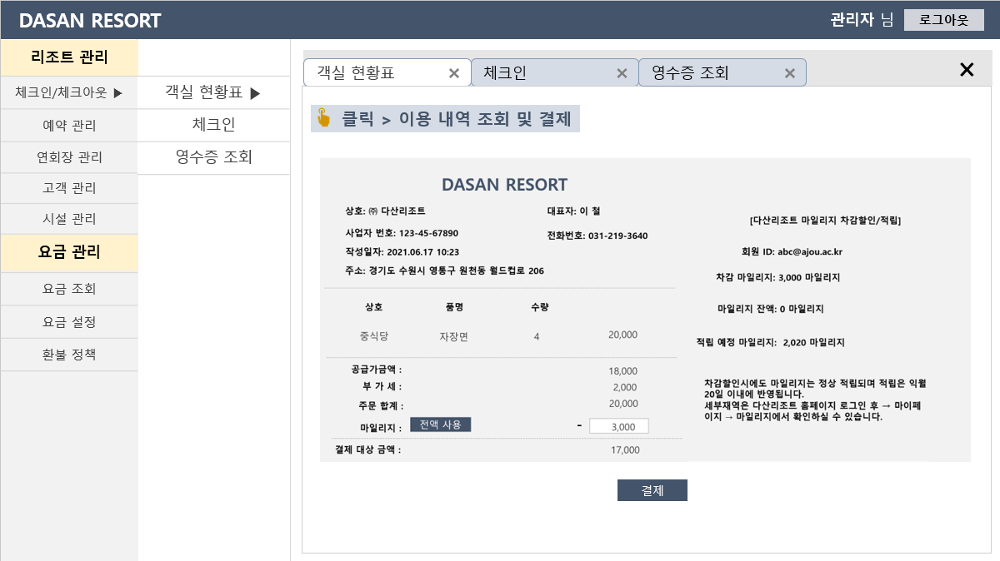 DASAN RESORT
관리자 님
로그아웃
리조트 관리
체크인/체크아웃 ▶
예약 관리
연회장 관리
고객 관리
시설 관리
요금 관리
요금 조회
요금 설정
환불 정책
객실 현황표 ▶
체크인
영수증 조회
객실 현황표 ×
체크인 ×
영수증 조회 ×
×
클릭 > 이용 내역 조회 및 결제
DASAN RESORT
상호: ㈜ 다산리조트
대표자: 이 철
사업자 번호: 123-45-67890
전화번호: 031-219-3640
작성일자: 2021.06.17 10:23
주소: 경기도 수원시 영통구 원천동 월드컵로 206
상호 품명 수량
중식당 자장면 4 20,000
공급가금액 : 18,000
부 가 세 : 2,000
주문 합계 : 20,000
마일리지 : 전액 사용 - 3,000
결제 대상 금액 : 17,000
[다산리조트 마일리지 차감할인/적립]
회원 ID: abc@ajou.ac.kr
차감 마일리지: 3,000 마일리지
마일리지 잔액: 0 마일리지
적립 예정 마일리지: 2,020 마일리지
차감할인시에도 마일리지는 정상 적립되며 적립은 익월
20일 이내에 반영됩니다.
세부재역은 다산리조트 홈페이지 로그인 후 → 마이페
이지 → 마일리지에서 확인하실 수 있습니다.
결제